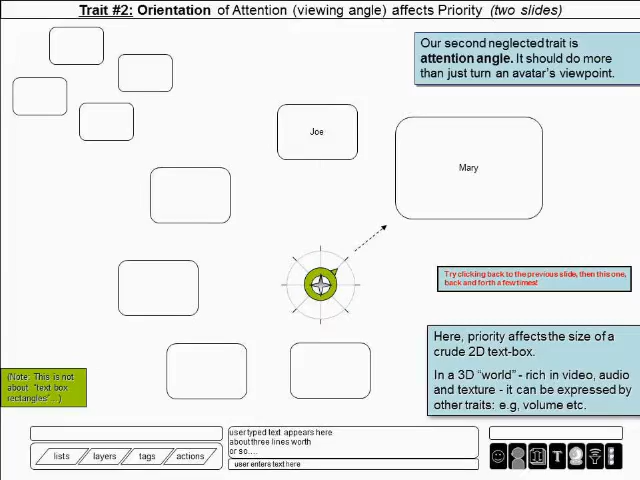 Trait #2: Orientation of Attention (viewing angle) affects Priority (two slides)
Our second neglected trait is
attention angle. It should do more
than just turn an avatar's viewpoint.
Joe
Mary
Try clicking back to the previous slide, then this one,
back and forth a few times!
Here, priority affects the size of a
crude 2D text-box.
In a 3D "world" - rich in video, audio
and texture - it can be expressed by
other traits: e.g, volume etc.
(Note: This is not
about "text-box
rectangles"...)
user typed text appears here
about three lines worth
or so....
user enters text here
lists layers tags actions
T